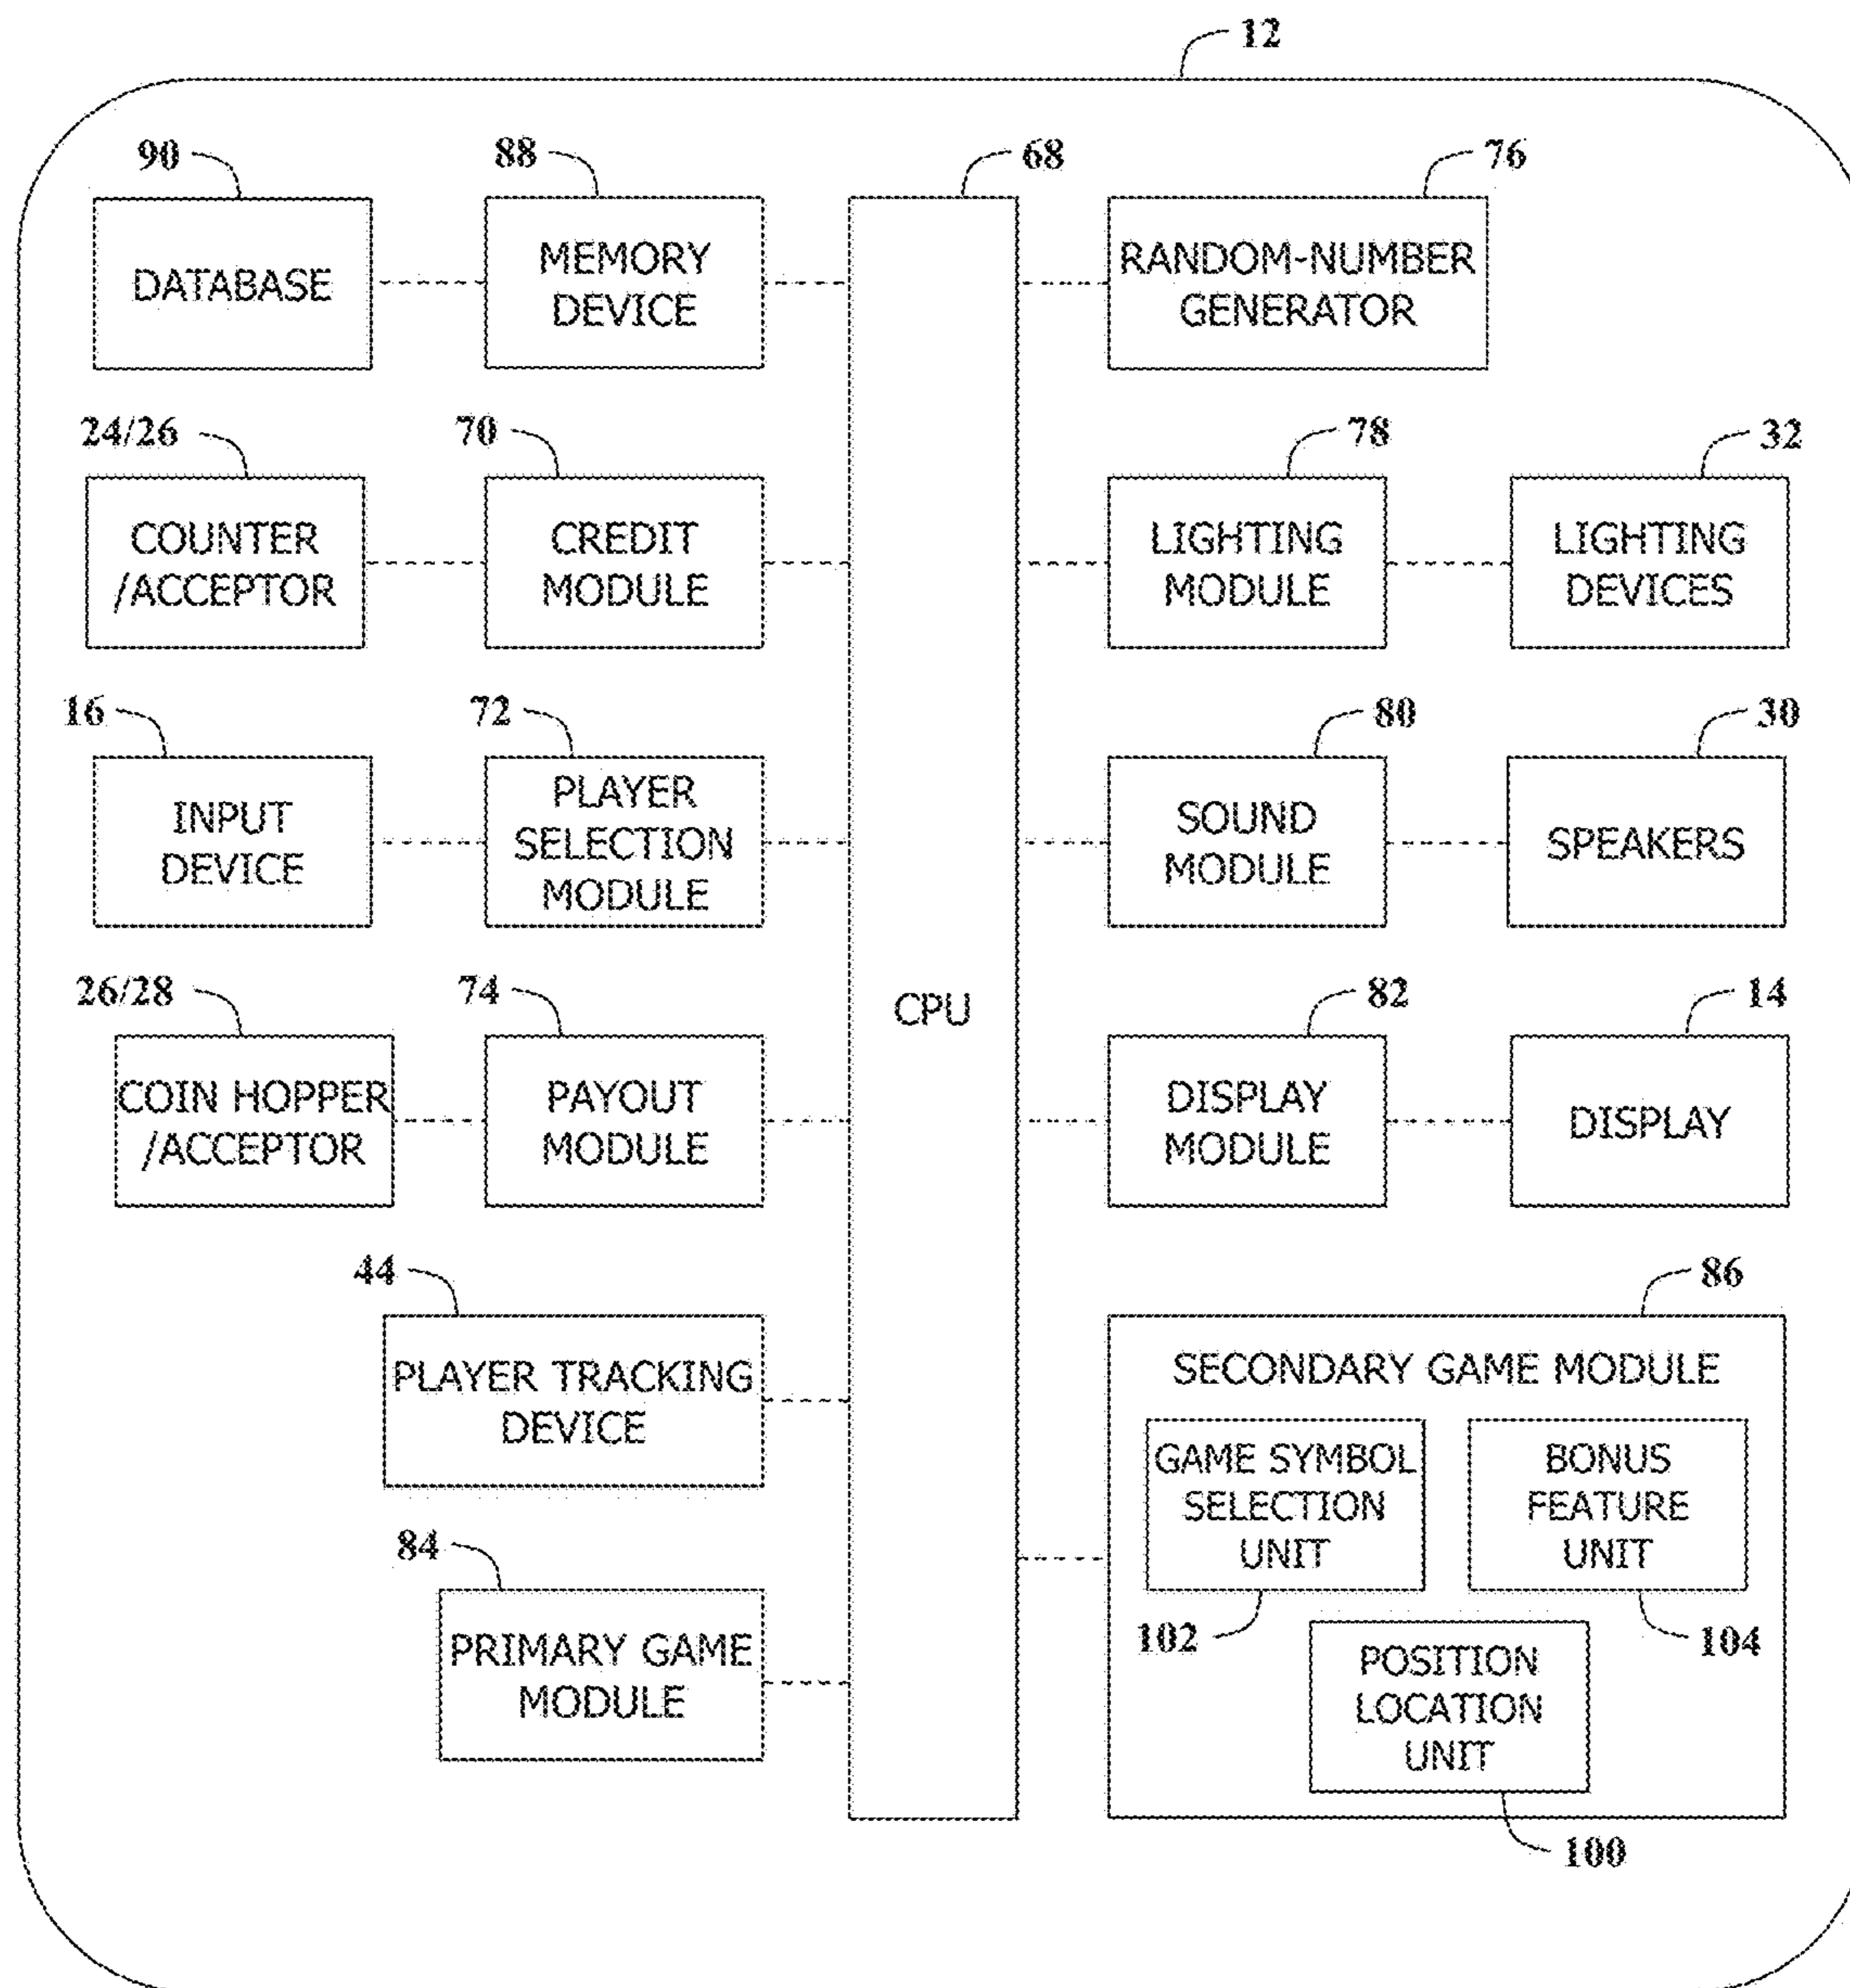 12
90
88
68
76
DATABASE
MEMORY
DEVICE
RANDOM-NUMBER
GENERATOR
24/26
70
78
32
COUNTER
/ACCEPTOR
CREDIT
MODULE
LIGHTING
MODULE
LIGHTING
DEVICES
16
72
80
30
INPUT
DEVICE
PLAYER
SELECTION
MODULE
SOUND
MODULE
SPEAKERS
26/28
74
CPU
82
14
COIN HOPPER
/ACCEPTOR
PAYOUT
MODULE
DISPLAY
MODULE
DISPLAY
44
86
PLAYER TRACKING
DEVICE
SECONDARY GAME MODULE
GAME SYMBOL
SELECTION
UNIT
BONUS
FEATURE
UNIT
84
102
104
PRIMARY GAME
MODULE
POSITION
LOCATION
UNIT
100